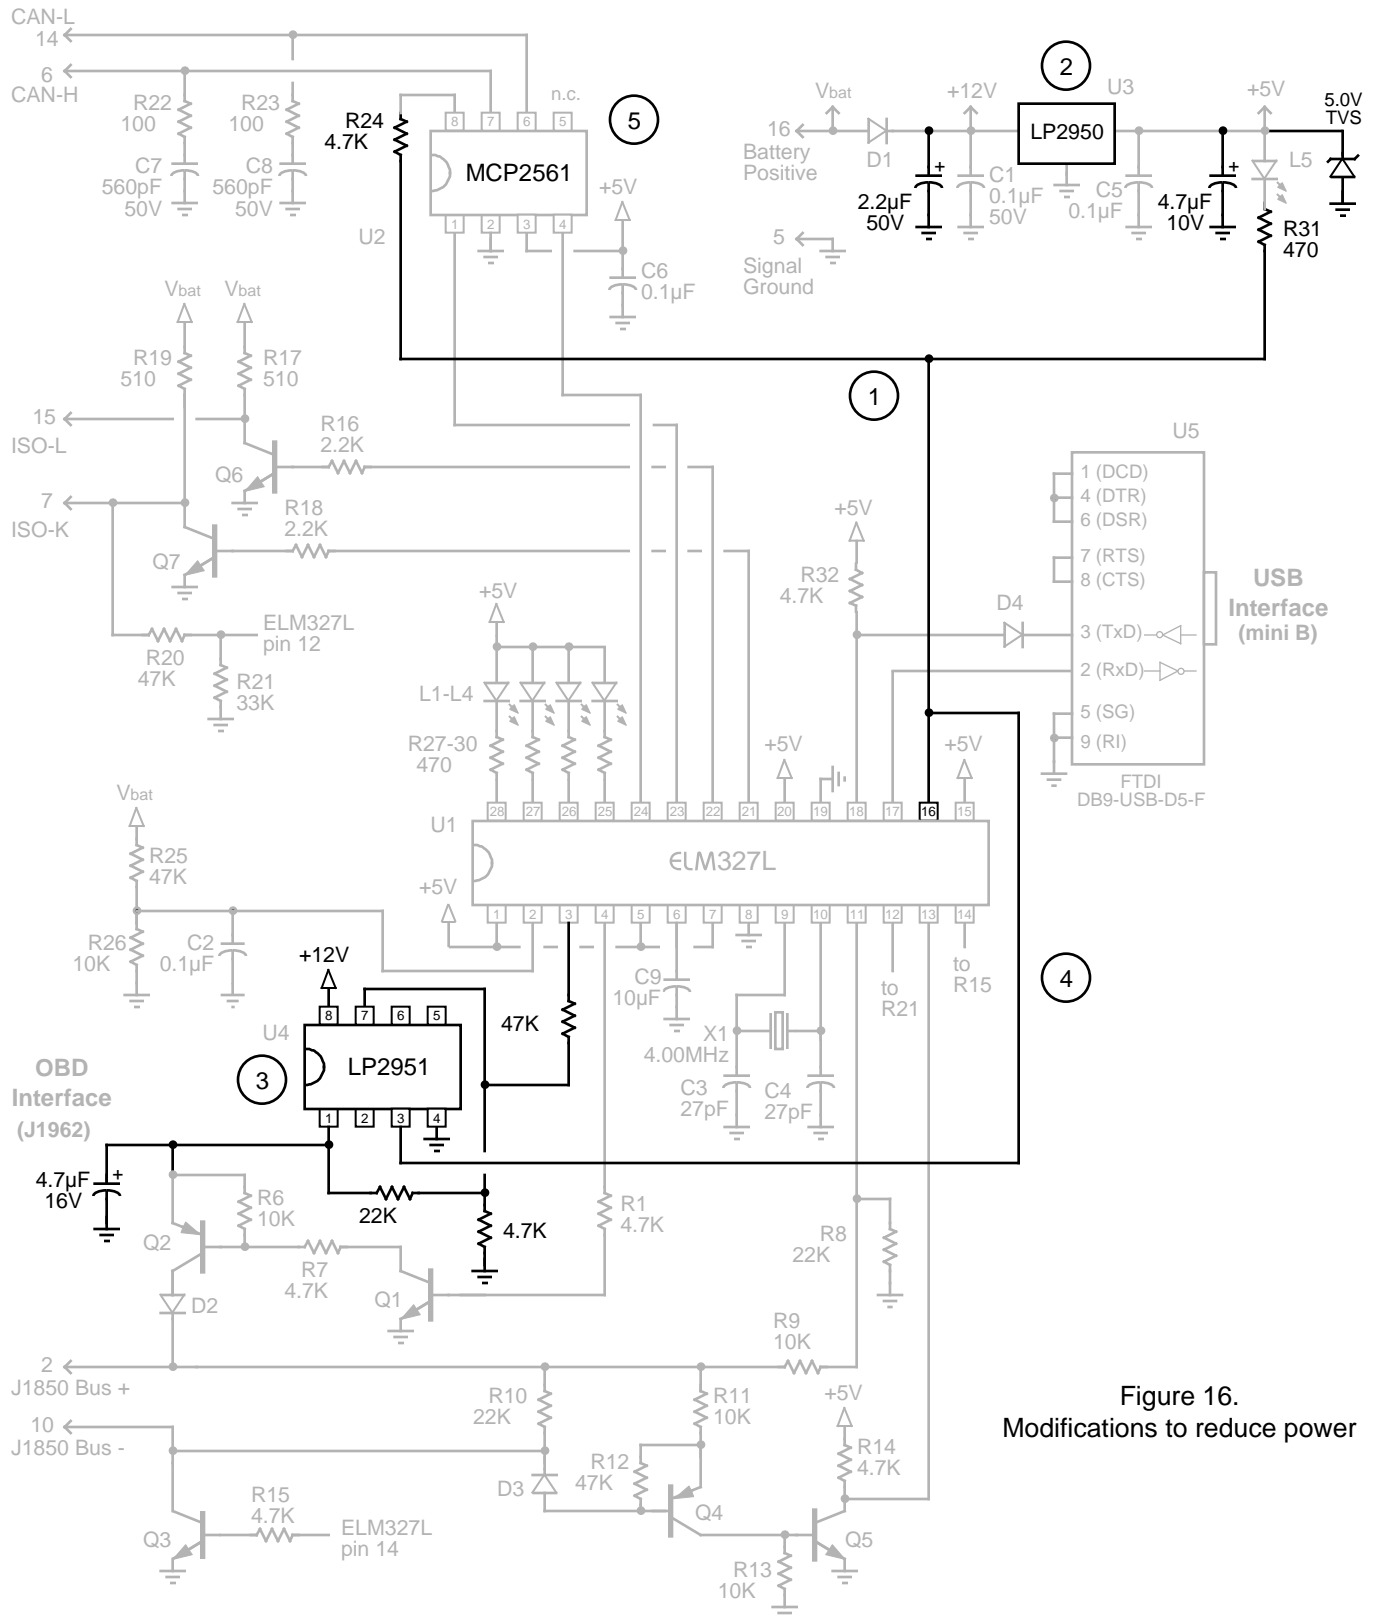 CAN-L
14
6
CAN-H
R22
100
R23
100
C7
560pF
50V
C8
560pF
50V
R24
4.7K
n.c.
8
7
6
5
MCP2561
1
2
3
4
U2
5
+5V
C6
0.1µF
2
Vbat
16
Battery
Positive
D1
+12V
LP2950
U3
+5V
5.0V
TVS
2.2µF
50V
C1
0.1µF
50V
C5
0.1µF
4.7µF
10V
L5
R31
470
5
Signal
Ground
Vbat
Vbat
R19
510
R17
510
15
ISO-L
7
ISO-K
Q6
R16
2.2K
Q7
R18
2.2K
R20
47K
ELM327L
pin 12
R21
33K
1
+5V
R32
4.7K
D4
U5
1 (DCD)
4 (DTR)
6 (DSR)
7 (RTS)
8 (CTS)
3 (TxD)
2 (RxD)
5 (SG)
9 (RI)
FTDI
DB9-USB-D5-F
USB
Interface
(mini B)
+5V
L1-L4
R27-30
470
+5V
+5V
28
27
26
25
24
23
22
21
20
19
18
17
16
15
U1
ELM327L
1
2
3
4
5
6
7
8
9
10
11
12
13
14
+5V
Vbat
R25
47K
R26
10K
C2
0.1µF
+12V
8
7
6
5
U4
LP2951
1
2
3
4
3
47K
C9
10µF
X1
4.00MHz
C3
27pF
C4
27pF
to
R21
to
R15
4
OBD
Interface
(J1962)
4.7µF
16V
22K
4.7K
R6
10K
Q2
R7
4.7K
Q1
R1
4.7K
R8
22K
D2
R9
10K
2
J1850 Bus +
10
J1850 Bus -
R10
22K
R11
10K
R12
47K
D3
Q4
+5V
R14
4.7K
Q5
R13
10K
Q3
R15
4.7K
ELM327L
pin 14
Figure 16.
Modifications to reduce power